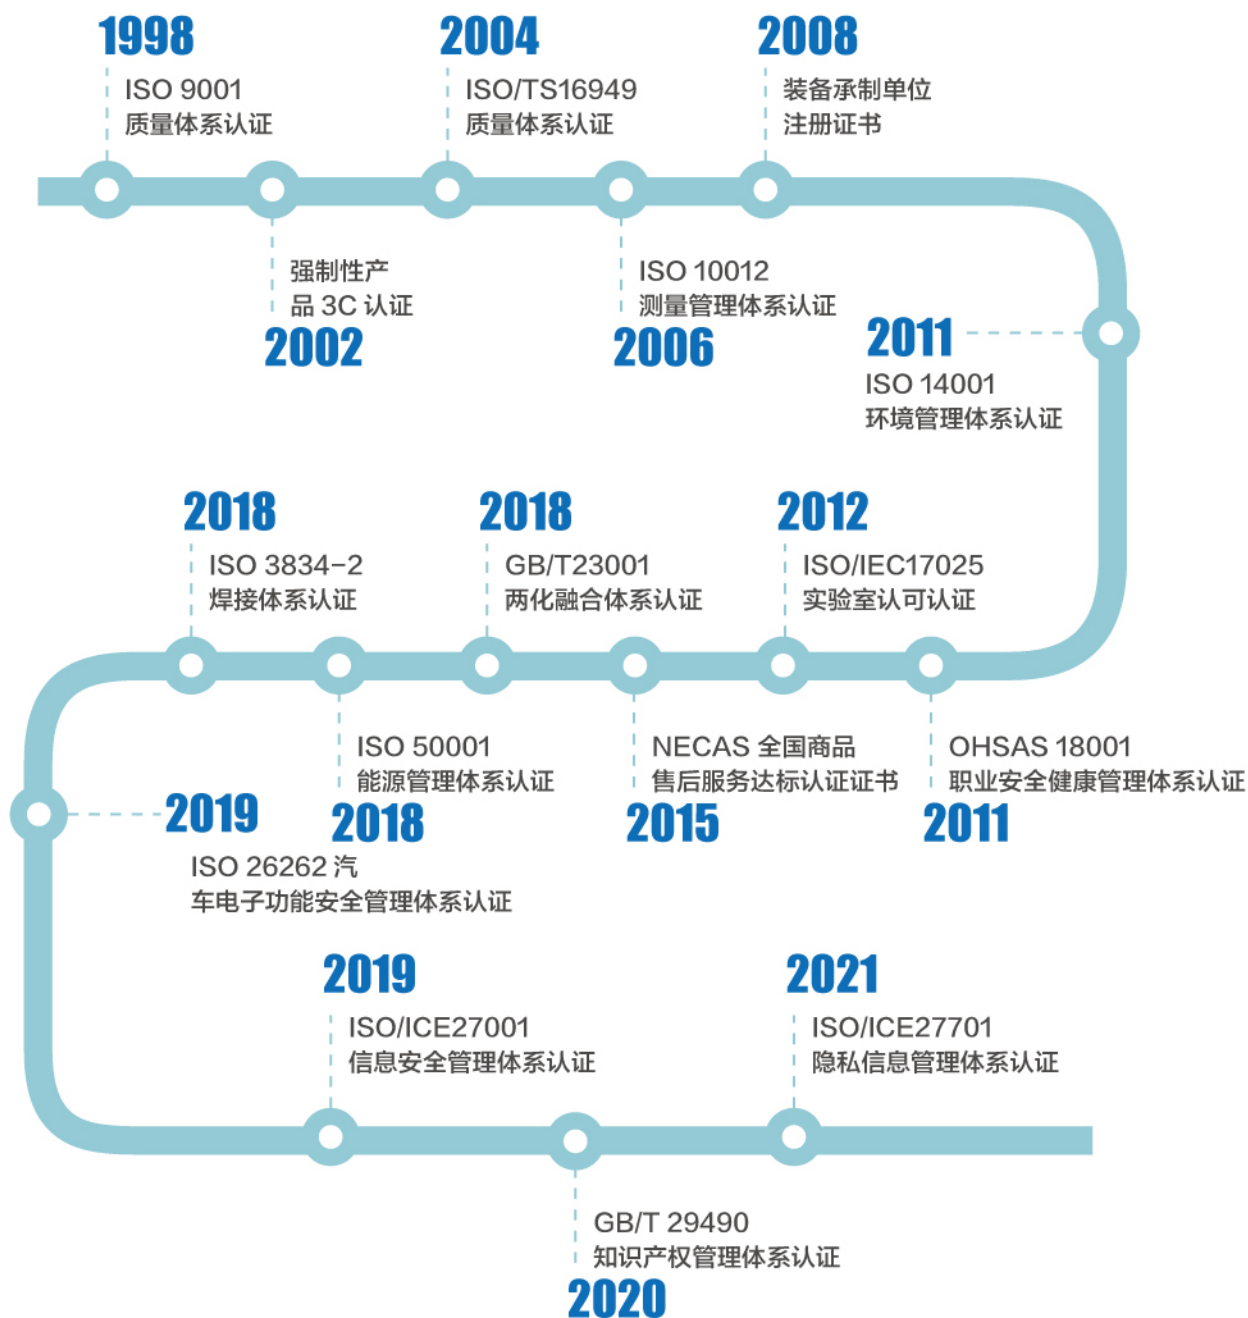 1998
ISO 9001
质量体系认证
2004
ISO/TS16949
质量体系认证
2008
装备承制单位
注册证书
强制性产
品 3C 认证
2002
ISO 10012
测量管理体系认证
2006
2011
ISO 14001
环境管理体系认证
2018
ISO 3834-2
焊接体系认证
2018
GB/T23001
两化融合体系认证
2012
ISO/IEC17025
实验室认可认证
ISO 50001
能源管理体系认证
2018
NECAS 全国商品
售后服务达标认证证书
2015
OHSAS 18001
职业安全健康管理体系认证
2011
2019
ISO 26262 汽
车电子功能安全管理体系认证
2019
ISO/ICE27001
信息安全管理体系认证
2021
ISO/ICE27701
隐私信息管理体系认证
GB/T 29490
知识产权管理体系认证
2020